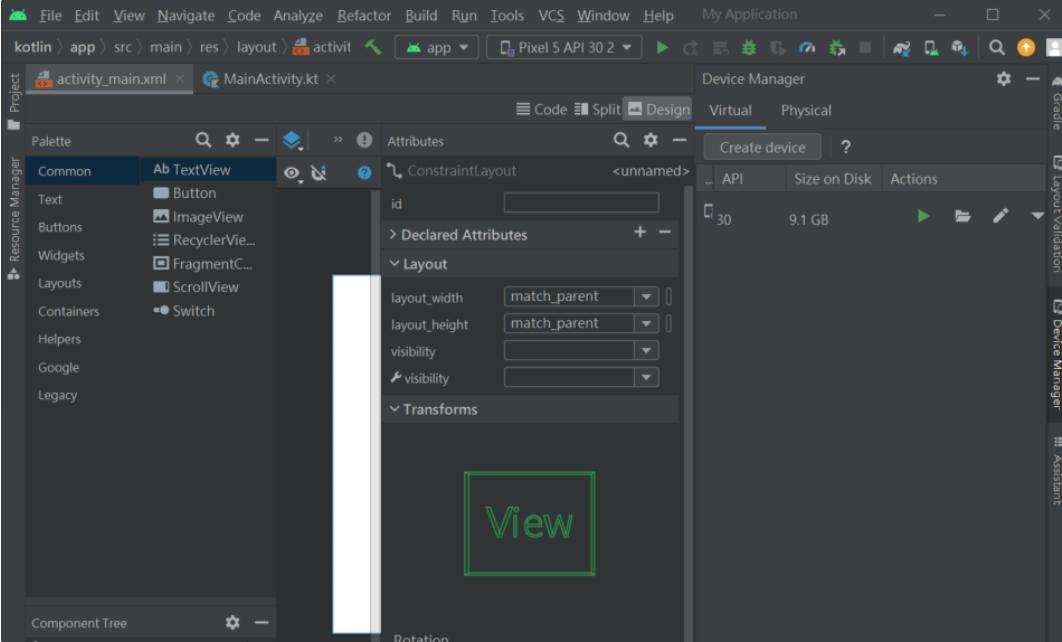 File Edit View Navigate Code Analyze Refactor Build Run Tools VCS Window Help My Application
kotlin app src main res layout activit app Pixel 5 API 30 2
activity_main.xml MainActivity.kt
Code Split Design
Project
Resource Manager
Palette
Common
Text
Buttons
Widgets
Layouts
Containers
Helpers
Google
Legacy
Ab TextView
Button
ImageView
RecyclerVie...
FragmentC...
ScrollView
Switch
Component Tree
»
Attributes
ConstraintLayout <unnamed>
id
Declared Attributes
Layout
layout_width match_parent
layout_height match_parent
visibility
visibility
Transforms
View
Rotation
Device Manager
Virtual Physical
Create device ?
.. API Size on Disk Actions
30 9.1 GB
Gradle
Layout Validation
Device Manager
Assistant